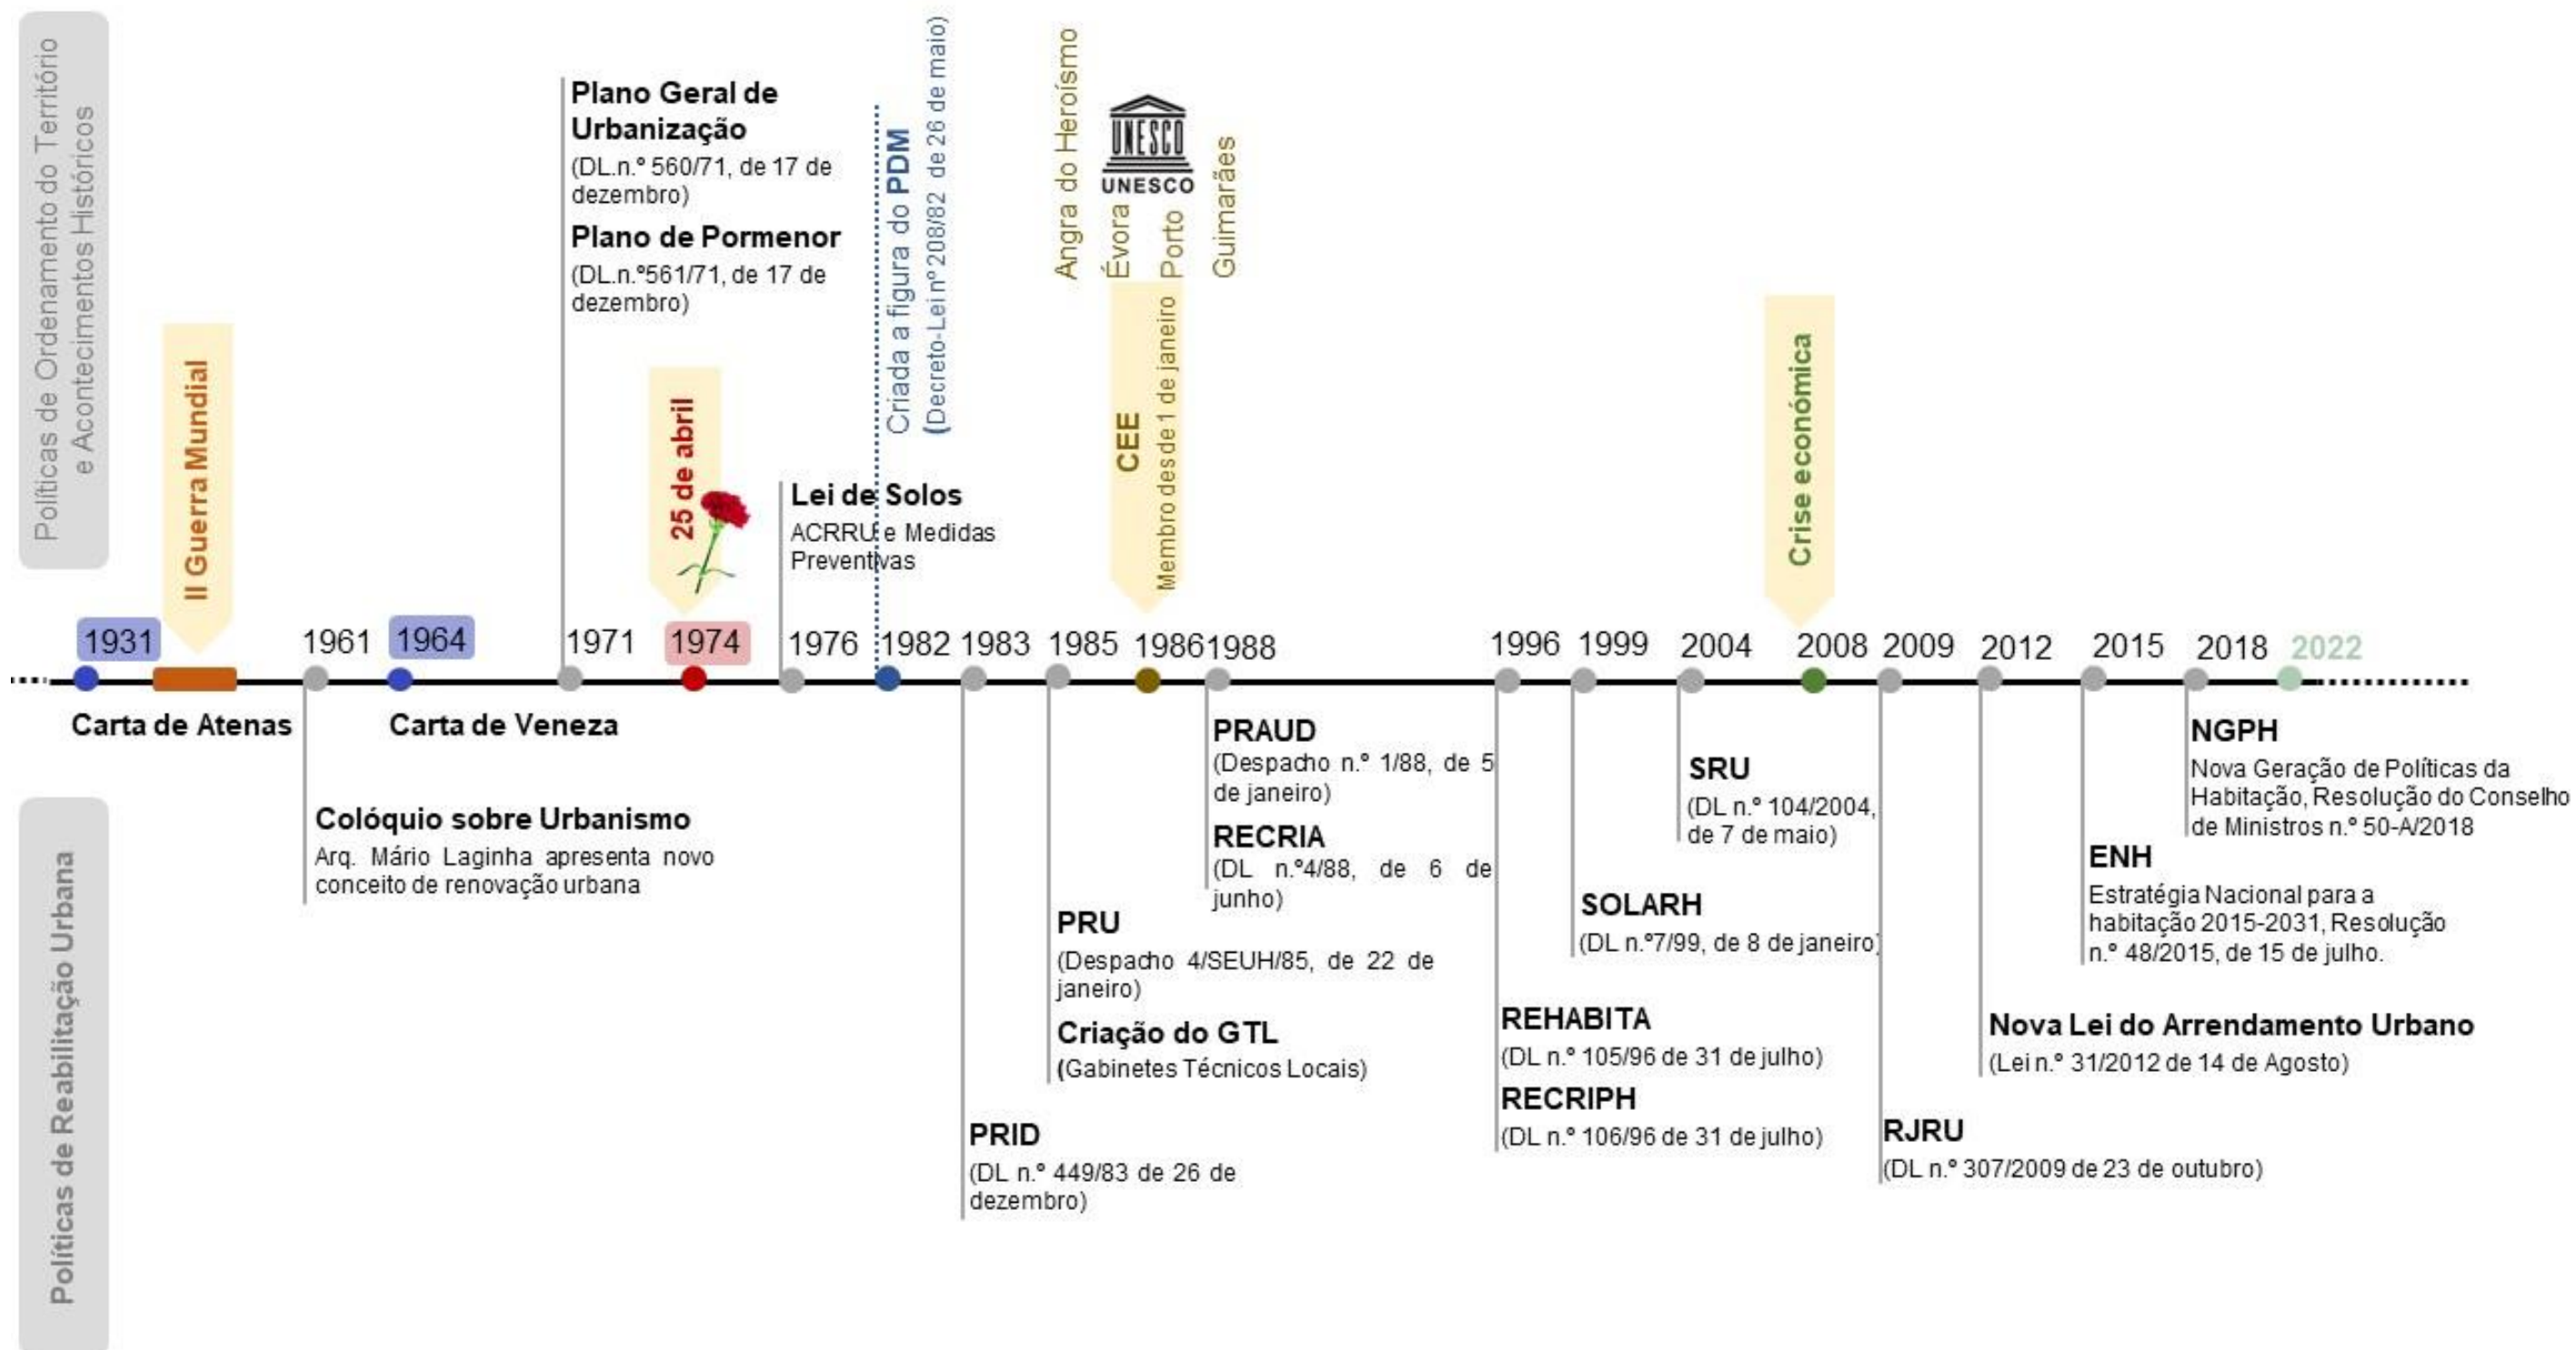 Políticas de Ordenamento do Território
e Acontecimentos Históricos
II Guerra Mundial
Plano Geral de
Urbanização
(DL.n.º 560/71, de 17 de
dezembro)
Plano de Pormenor
(DL.n.º561/71, de 17 de
dezembro)
25 de abril
Lei de Solos
ACRRU e Medidas
Preventivas
Criada a figura do PDM
(Decreto-Lei nº 208/82 de 26 de maio)
Angra do Heroísmo
Évora
UNESCO
UNESCO
Porto
Guimarães
CEE
Membro desde 1 de janeiro
Crise económica
1931
1961
1964
1971
1974
1976
1982
1983
1985
1986
1988
1996
1999
2004
2008
2009
2012
2015
2018
2022
Políticas de Reabilitação Urbana
Carta de Atenas
Colóquio sobre Urbanismo
Arq. Mário Laginha apresenta novo
conceito de renovação urbana
Carta de Veneza
PRID
(DL n.º 449/83 de 26 de
dezembro)
PRU
(Despacho 4/SEUH/85, de 22 de
janeiro)
Criação do GTL
(Gabinetes Técnicos Locais)
PRAUD
(Despacho n.º 1/88, de 5
de janeiro)
RECRIA
(DL n.º4/88, de 6 de
junho)
REHABITA
(DL n.º 105/96 de 31 de julho)
RECRIPH
(DL n.º 106/96 de 31 de julho)
SOLARH
(DL n.º7/99, de 8 de janeiro)
SRU
(DL n.º 104/2004,
de 7 de maio)
RJRU
(DL n.º 307/2009 de 23 de outubro)
Nova Lei do Arrendamento Urbano
(Lei n.º 31/2012 de 14 de Agosto)
ENH
Estratégia Nacional para a
habitação 2015-2031, Resolução
n.º 48/2015, de 15 de julho.
NGPH
Nova Geração de Políticas da
Habitação, Resolução do Conselho
de Ministros n.º 50-A/2018